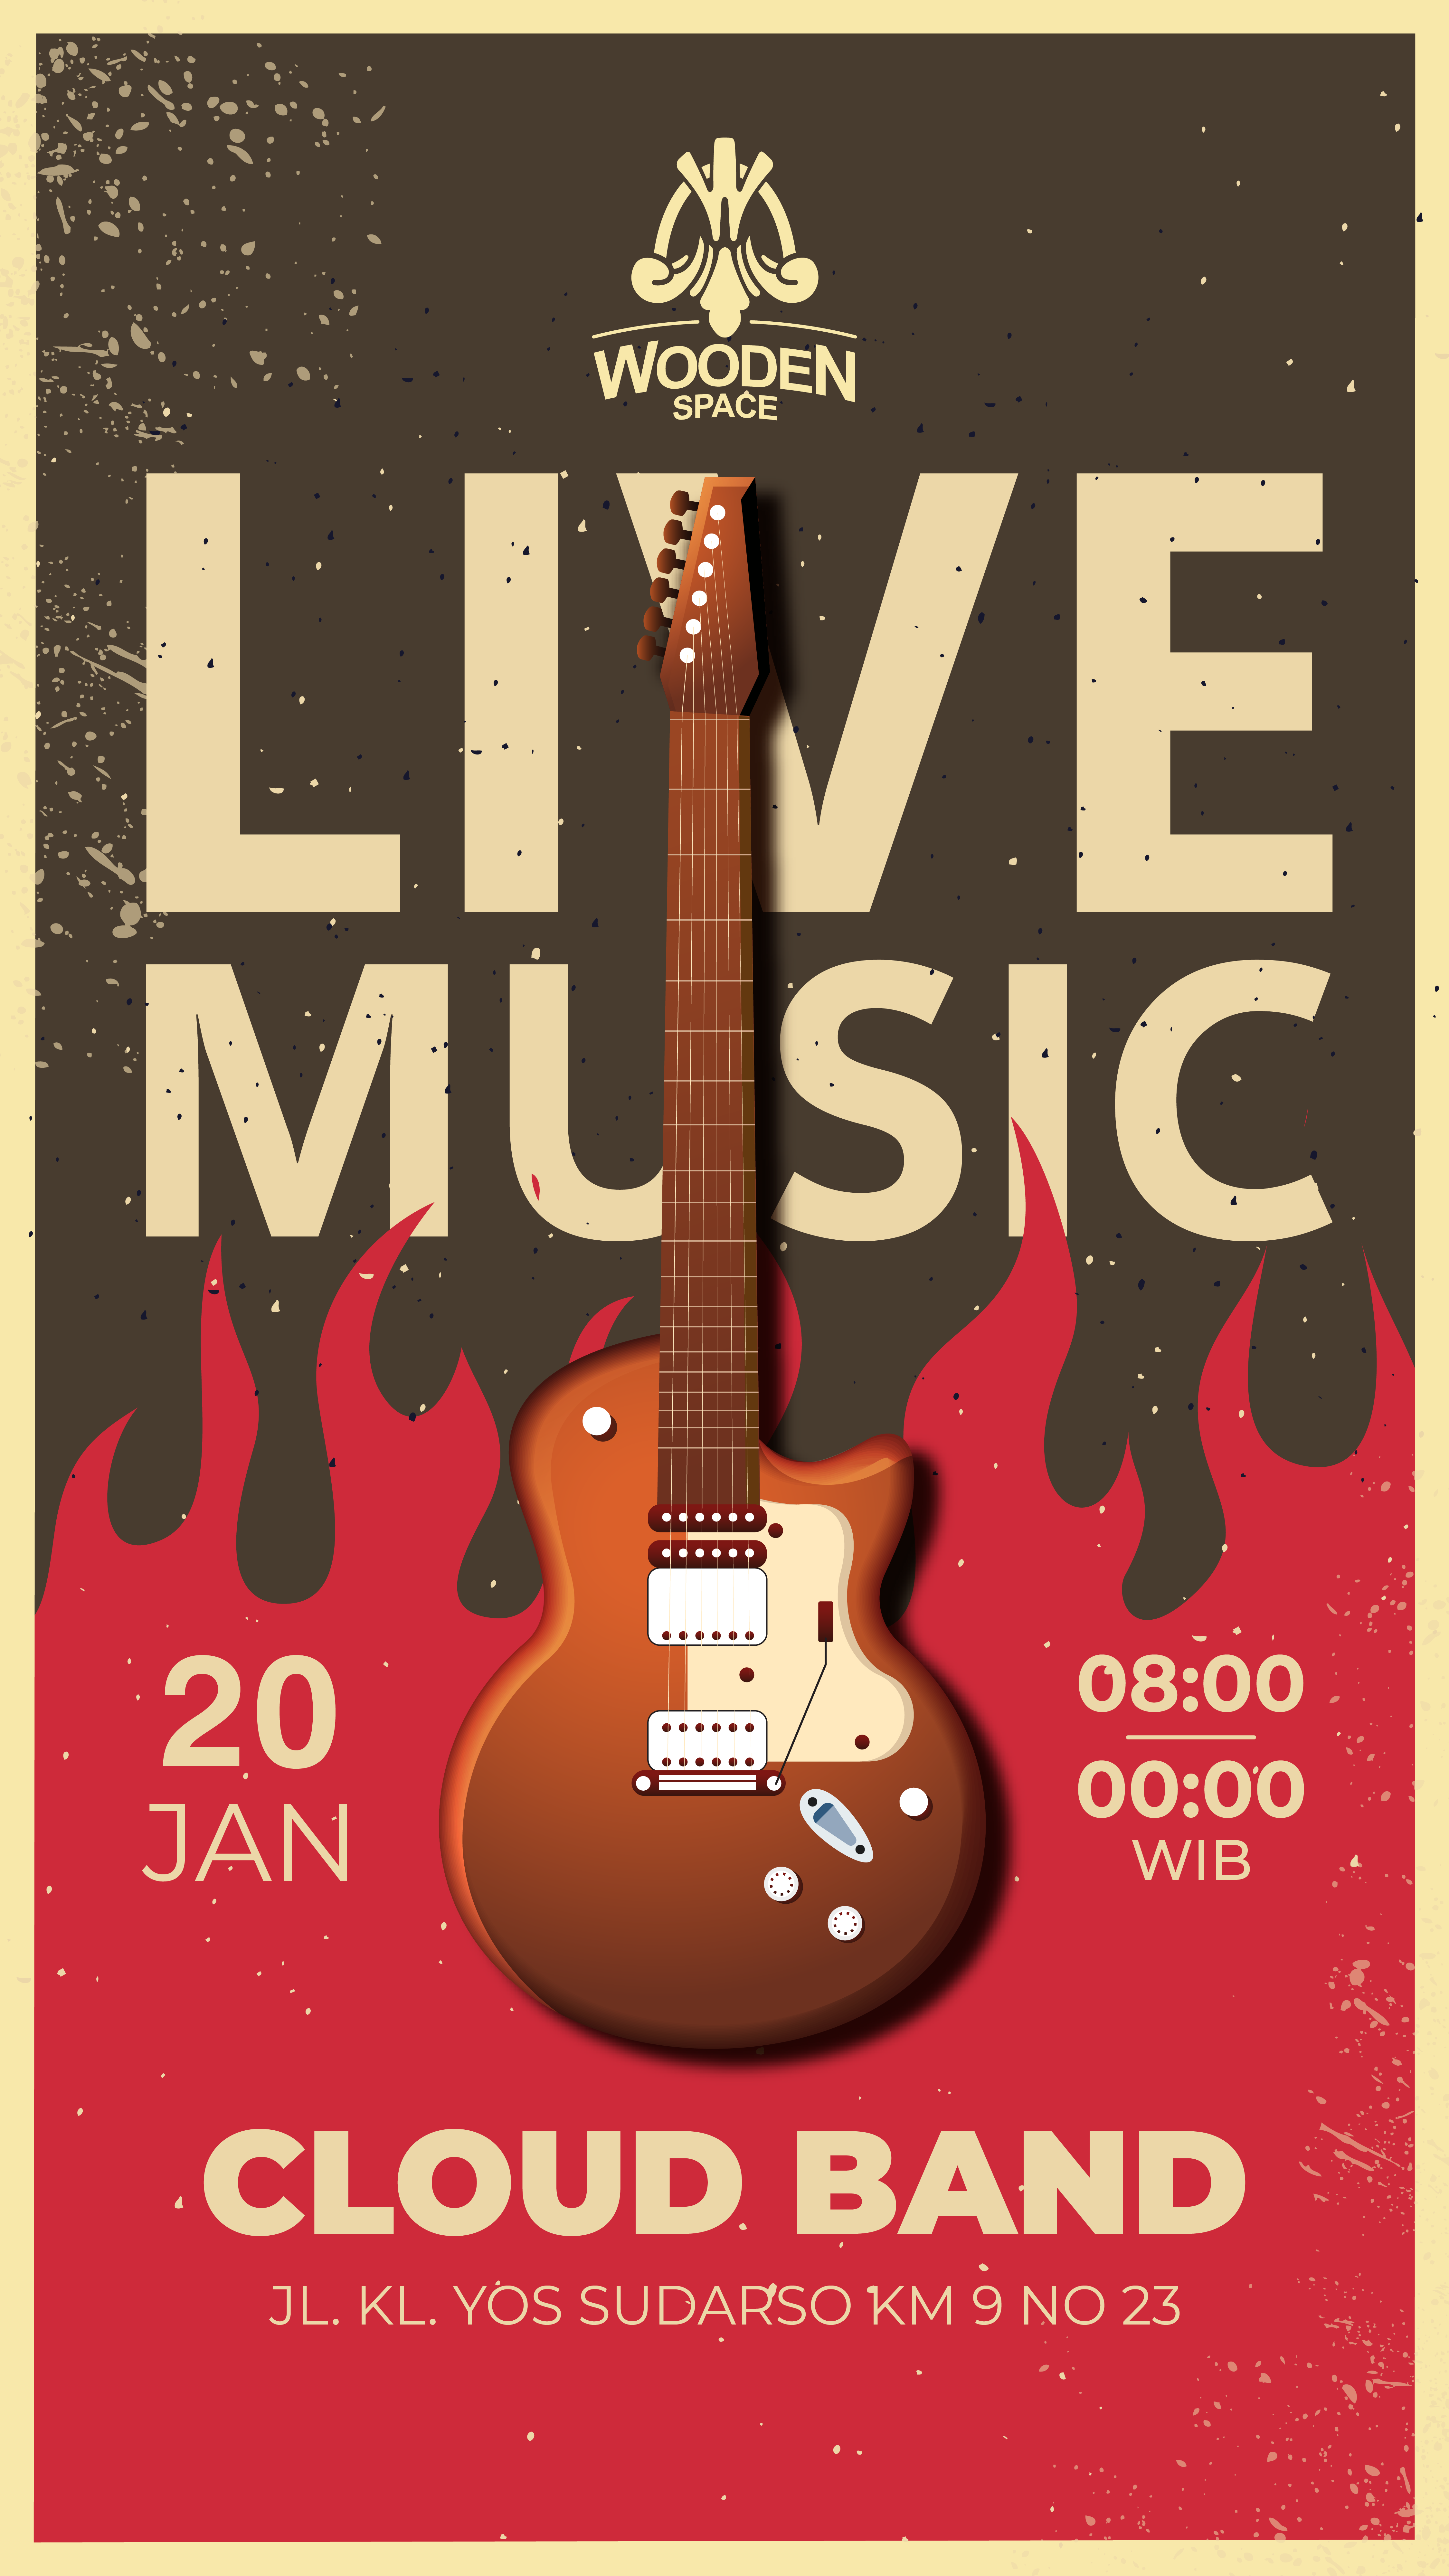 WOODEN
SPACE
LIVE
MUSIC
20
JAN
08:00
00:00
WIB
CLOUD BAND
JL. KL. YOS SUDARSO KM 9 NO 23